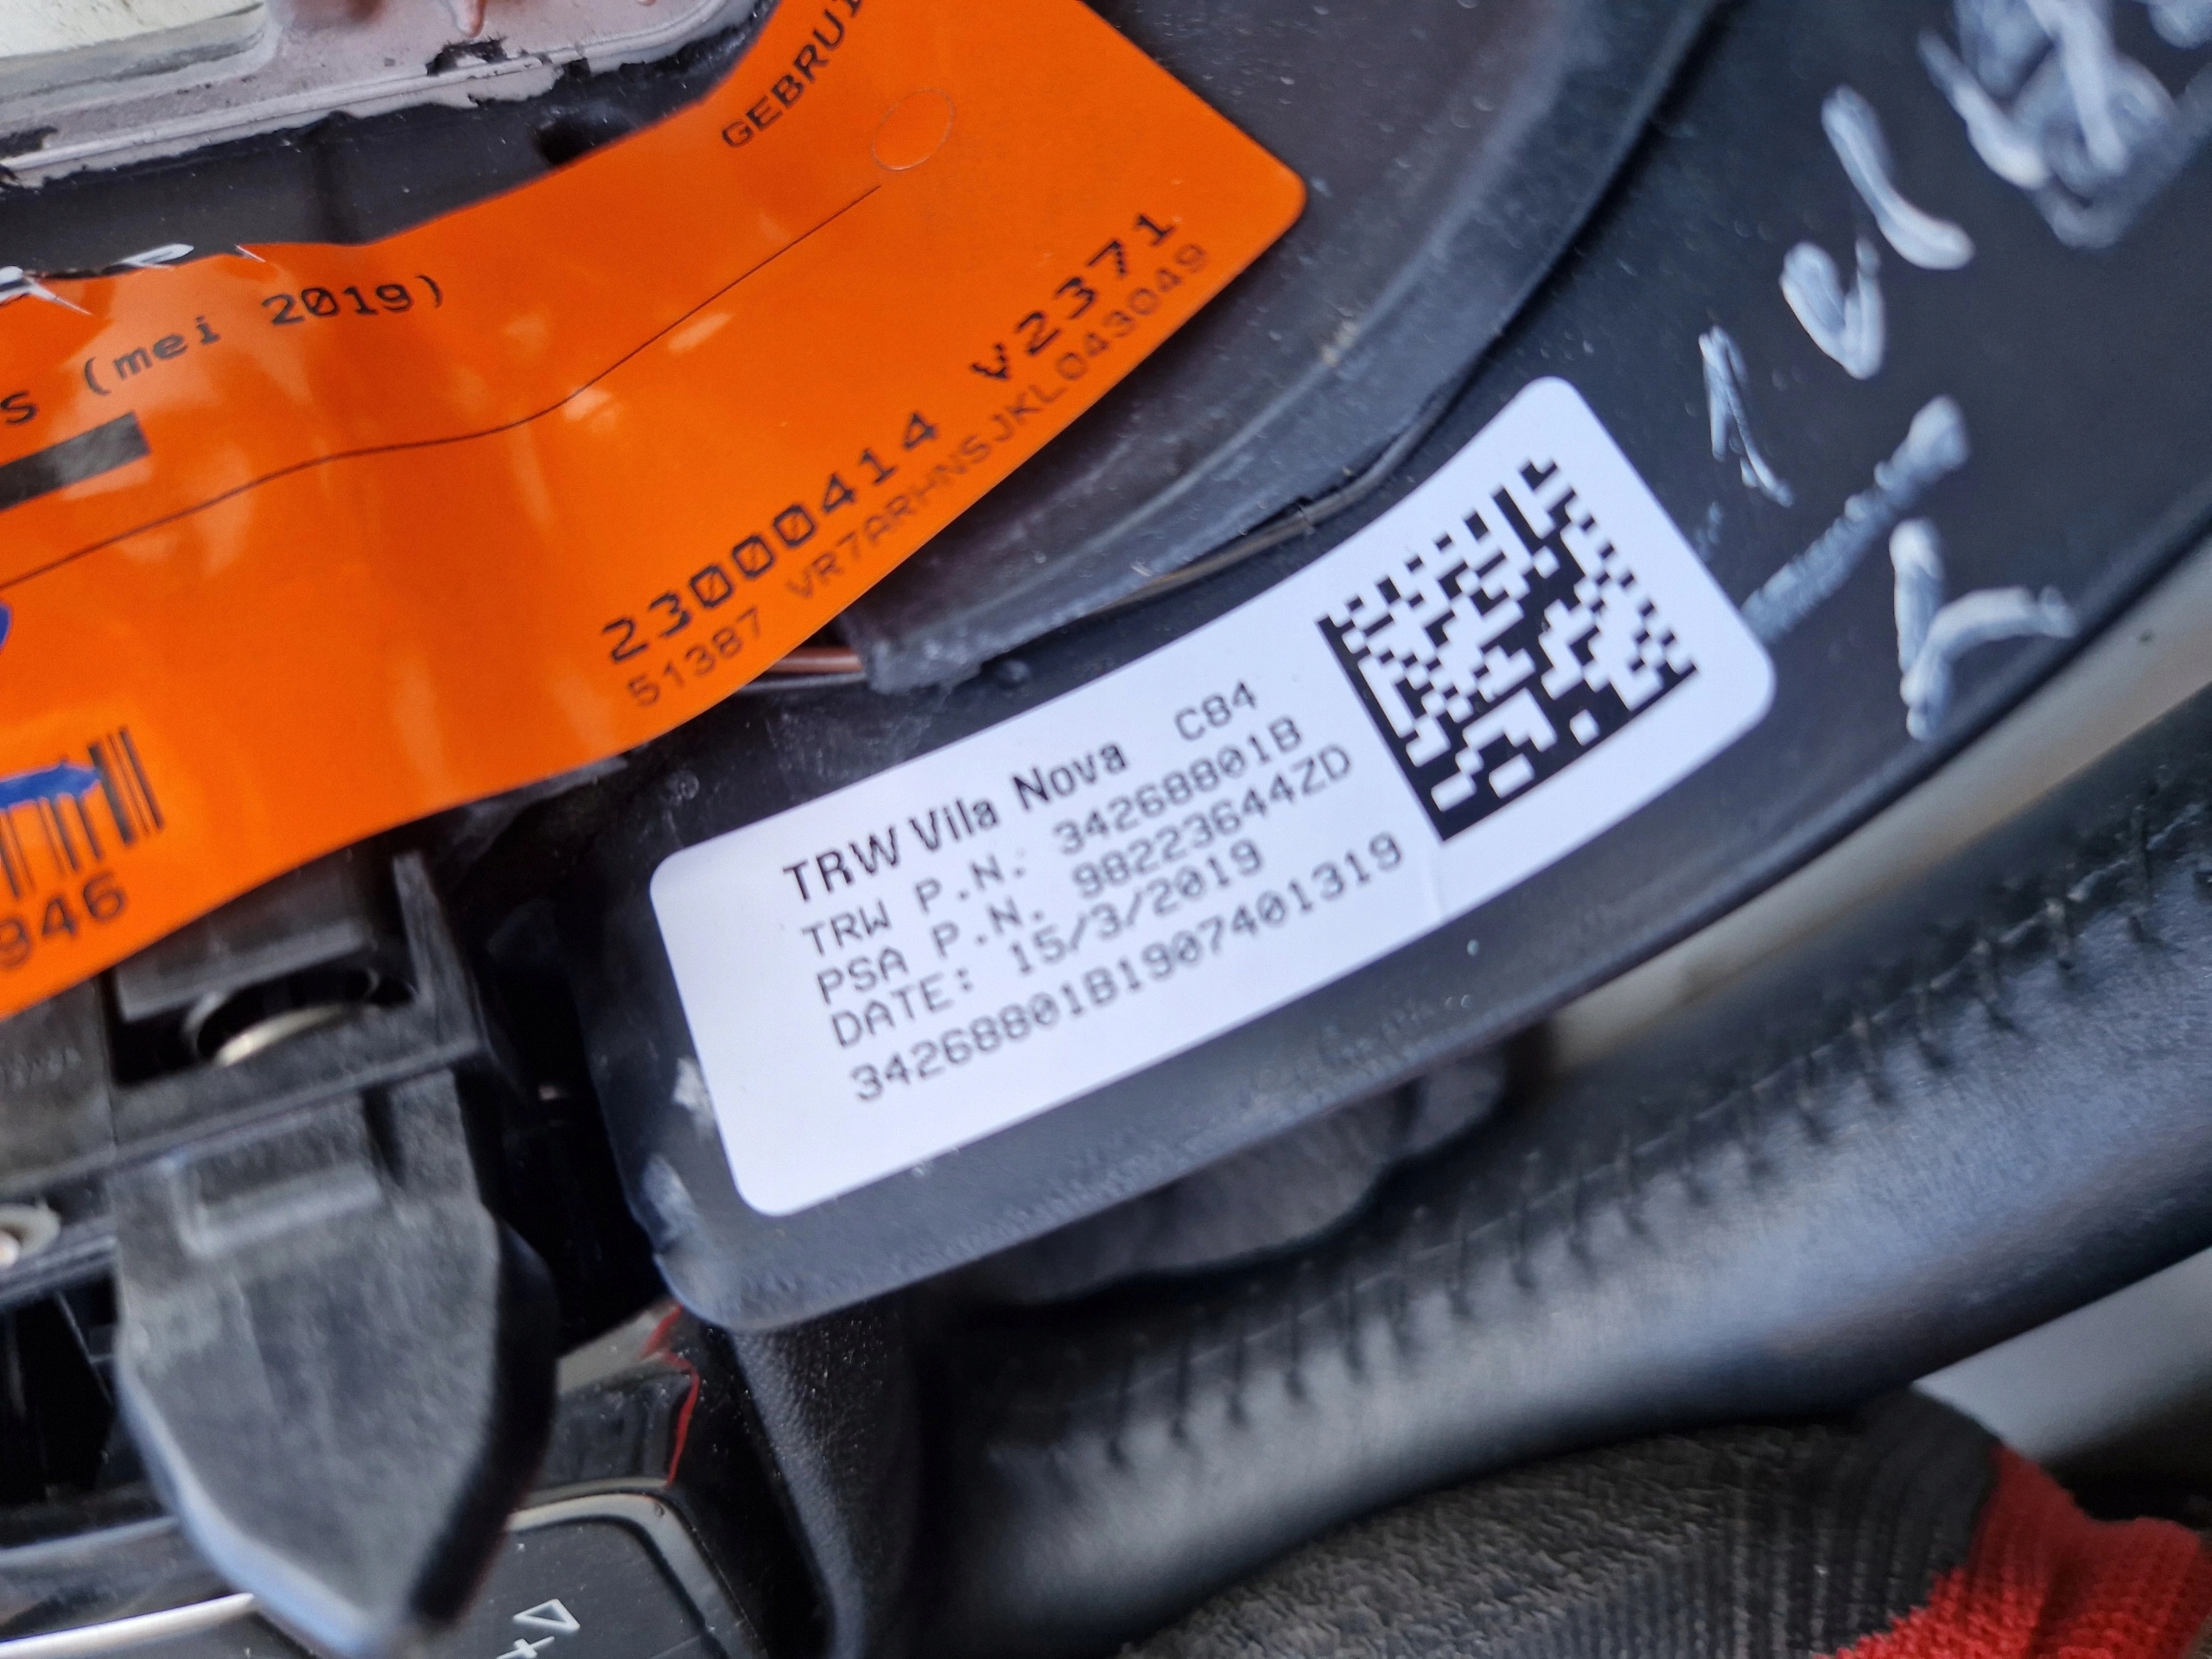 GEBRUI
S (mei 2019)
23000414 V2371
51387 VR7ARHNSJKL043049
946
TRW Vila Nova C84
TRW P.N. 34268801B
PSA P.N. 98223644ZD
DATE: 15/3/2019
34268801B1907401319